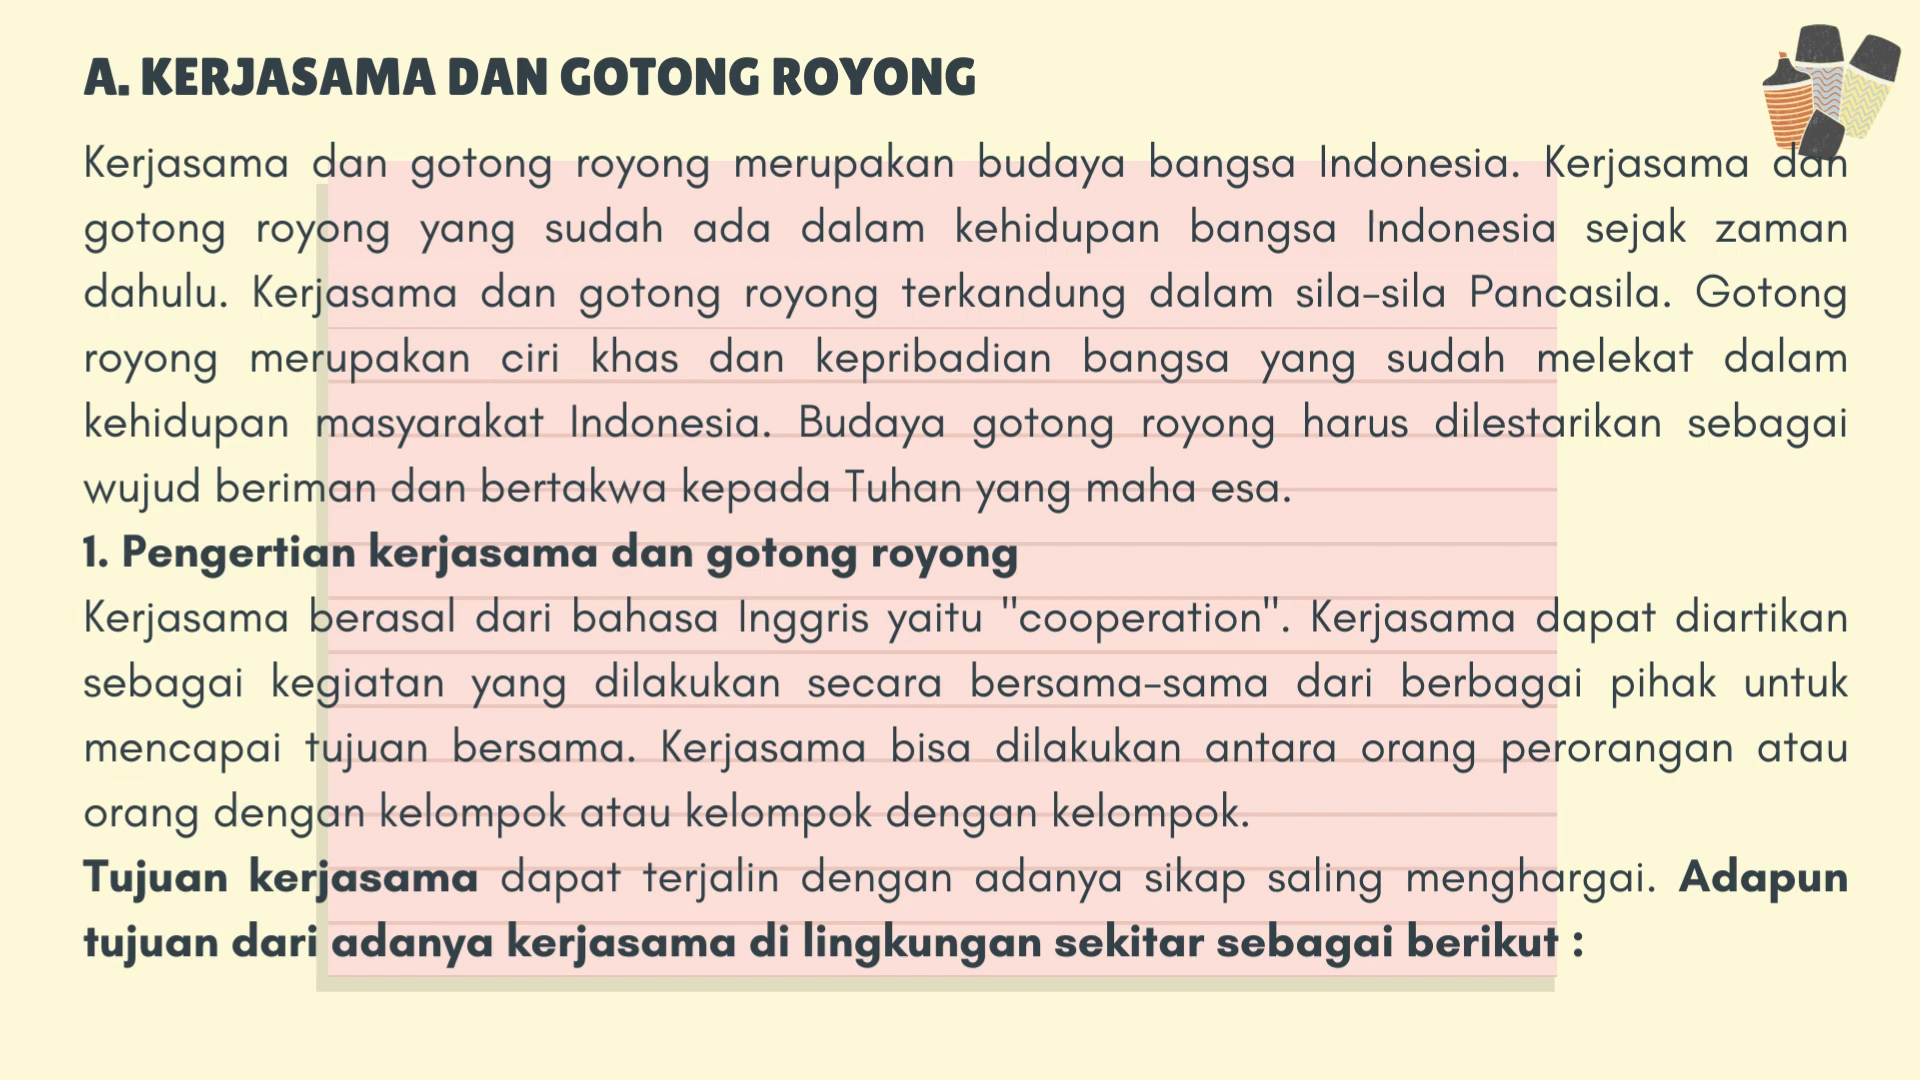 A. KERJASAMA DAN GOTONG ROYONG
Kerjasama dan gotong royong merupakan budaya bangsa Indonesia. Kerjasama dan
gotong royong yang sudah ada dalam kehidupan bangsa Indonesia sejak zaman
dahulu. Kerjasama dan gotong royong terkandung dalam sila-sila Pancasila. Gotong
royong merupakan ciri khas dan kepribadian bangsa yang sudah melekat dalam
kehidupan masyarakat Indonesia. Budaya gotong royong harus dilestarikan sebagai
wujud beriman dan bertakwa kepada Tuhan yang maha esa.
1. Pengertian kerjasama dan gotong royong
Kerjasama berasal dari bahasa Inggris yaitu "cooperation". Kerjasama dapat diartikan
sebagai kegiatan yang dilakukan secara bersama-sama dari berbagai pihak untuk
mencapai tujuan bersama. Kerjasama bisa dilakukan antara orang perorangan atau
orang dengan kelompok atau kelompok dengan kelompok.
Tujuan kerjasama dapat terjalin dengan adanya sikap saling menghargai. Adapun
tujuan dari adanya kerjasama di lingkungan sekitar sebagai berikut :